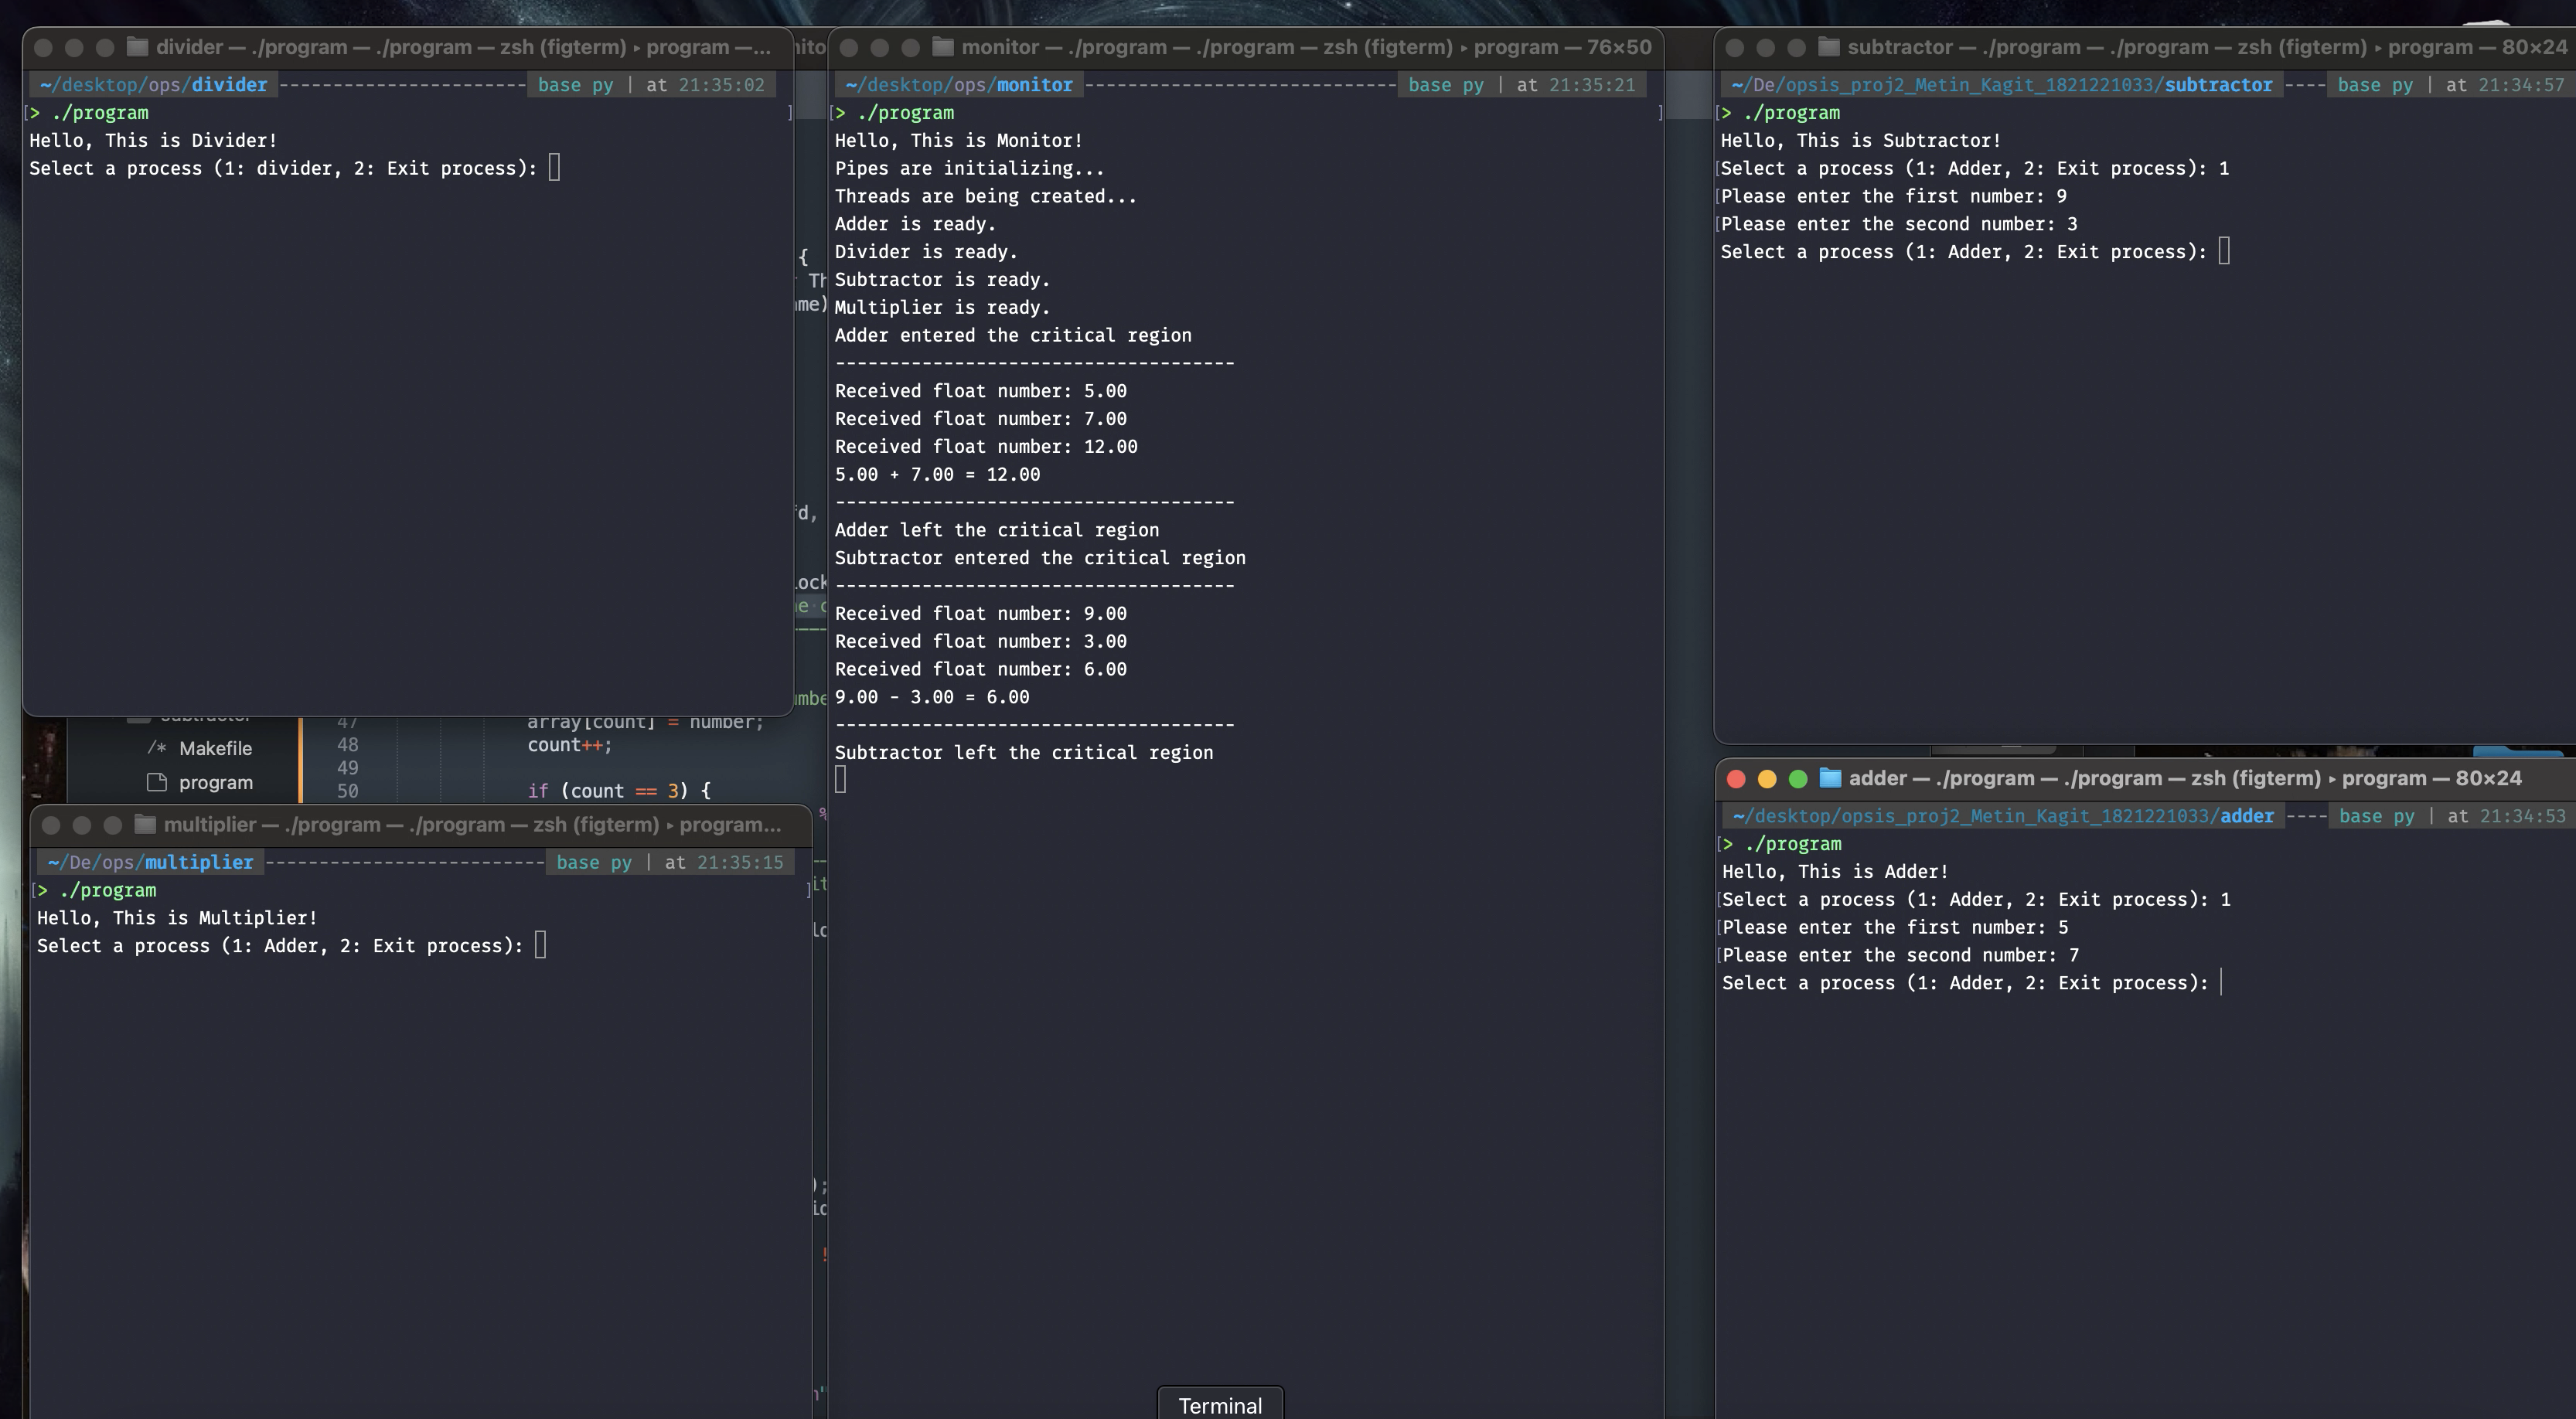 divider — ./program — ./program — zsh (figterm) ▸ program —...
~/desktop/ops/divider ----------------------- base py | at 21:35:02
[> ./program ]
Hello, This is Divider!
Select a process (1: divider, 2: Exit process):
monitor — ./program — ./program — zsh (figterm) ▸ program — 76×50
~/desktop/ops/monitor ----------------------------- base py | at 21:35:21
[> ./program ]
Hello, This is Monitor!
Pipes are initializing...
Threads are being created...
Adder is ready.
Divider is ready.
Subtractor is ready.
Multiplier is ready.
Adder entered the critical region
-------------------------------------
Received float number: 5.00
Received float number: 7.00
Received float number: 12.00
5.00 + 7.00 = 12.00
-------------------------------------
Adder left the critical region
Subtractor entered the critical region
-------------------------------------
Received float number: 9.00
Received float number: 3.00
Received float number: 6.00
9.00 - 3.00 = 6.00
-------------------------------------
Subtractor left the critical region
subtractor — ./program — ./program — zsh (figterm) ▸ program — 80×24
~/De/opsis_proj2_Metin_Kagit_1821221033/subtractor ---- base py | at 21:34:57
[> ./program
Hello, This is Subtractor!
[Select a process (1: Adder, 2: Exit process): 1
[Please enter the first number: 9
[Please enter the second number: 3
Select a process (1: Adder, 2: Exit process):
subtractor
Makefile
program
47 array[count] = number;
48 count++;
49
50 if (count == 3) {
multiplier — ./program — ./program — zsh (figterm) ▸ program...
~/De/ops/multiplier -------------------------- base py | at 21:35:15
[> ./program ]
Hello, This is Multiplier!
Select a process (1: Adder, 2: Exit process):
adder — ./program — ./program — zsh (figterm) ▸ program — 80×24
~/desktop/opsis_proj2_Metin_Kagit_1821221033/adder ---- base py | at 21:34:53
[> ./program
Hello, This is Adder!
[Select a process (1: Adder, 2: Exit process): 1
[Please enter the first number: 5
[Please enter the second number: 7
Select a process (1: Adder, 2: Exit process):
Terminal